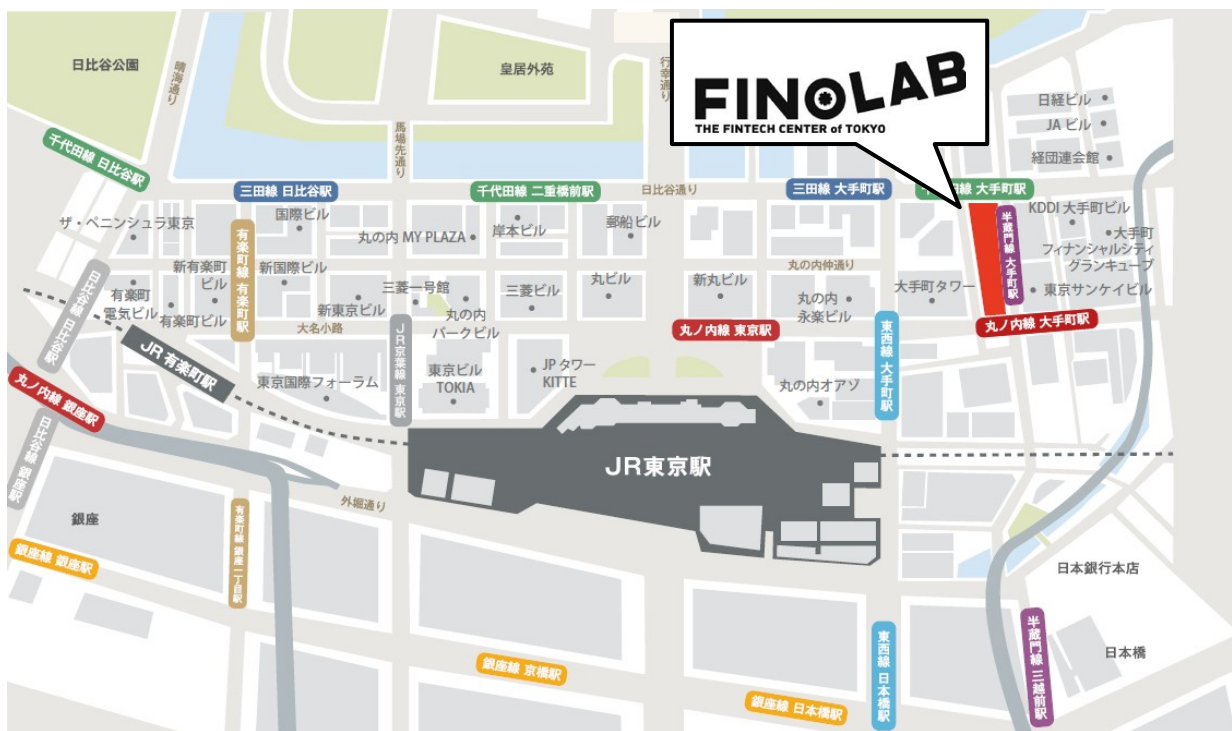 日比谷公園
晴海通り
皇居外苑
行幸通り
FINOLAB
THE FINTECH CENTER of TOKYO
日経ビル
JA ビル
経団連会館
馬場先通り
千代田線 日比谷駅
三田線 日比谷駅
千代田線 二重橋前駅
日比谷通り
三田線 大手町駅
田線 大手町駅
ザ・ペニンシュラ東京
国際ビル
丸の内 MY PLAZA
岸本ビル
郵船ビル
KDDI 大手町ビル
大手町
フィナンシャルシティ
グランキューブ
半蔵門線 大手町駅
有楽町線 有楽町駅
丸の内仲通り
日比谷線 日比谷駅
有楽町
電気ビル
新有楽町
ビル
有楽町ビル
新国際ビル
新東京ビル
三菱一号館
丸の内
パークビル
三菱ビル
丸ビル
新丸ビル
丸の内
永楽ビル
大手町タワー
東京サンケイビル
大名小路
丸ノ内線 東京駅
丸ノ内線 大手町駅
東西線 大手町駅
JR 有楽町駅
JR京葉線 東京駅
東京国際フォーラム
東京ビル
TOKIA
JP タワー
KITTE
丸の内オアゾ
丸ノ内線 銀座駅
日比谷線 銀座駅
JR東京駅
外堀通り
銀座
有楽町線 銀座一丁目駅
銀座線 銀座駅
日本銀行本店
銀座線 京橋駅
東西線 日本橋駅
半蔵門線 三越前駅
日本橋
銀座線 日本橋駅